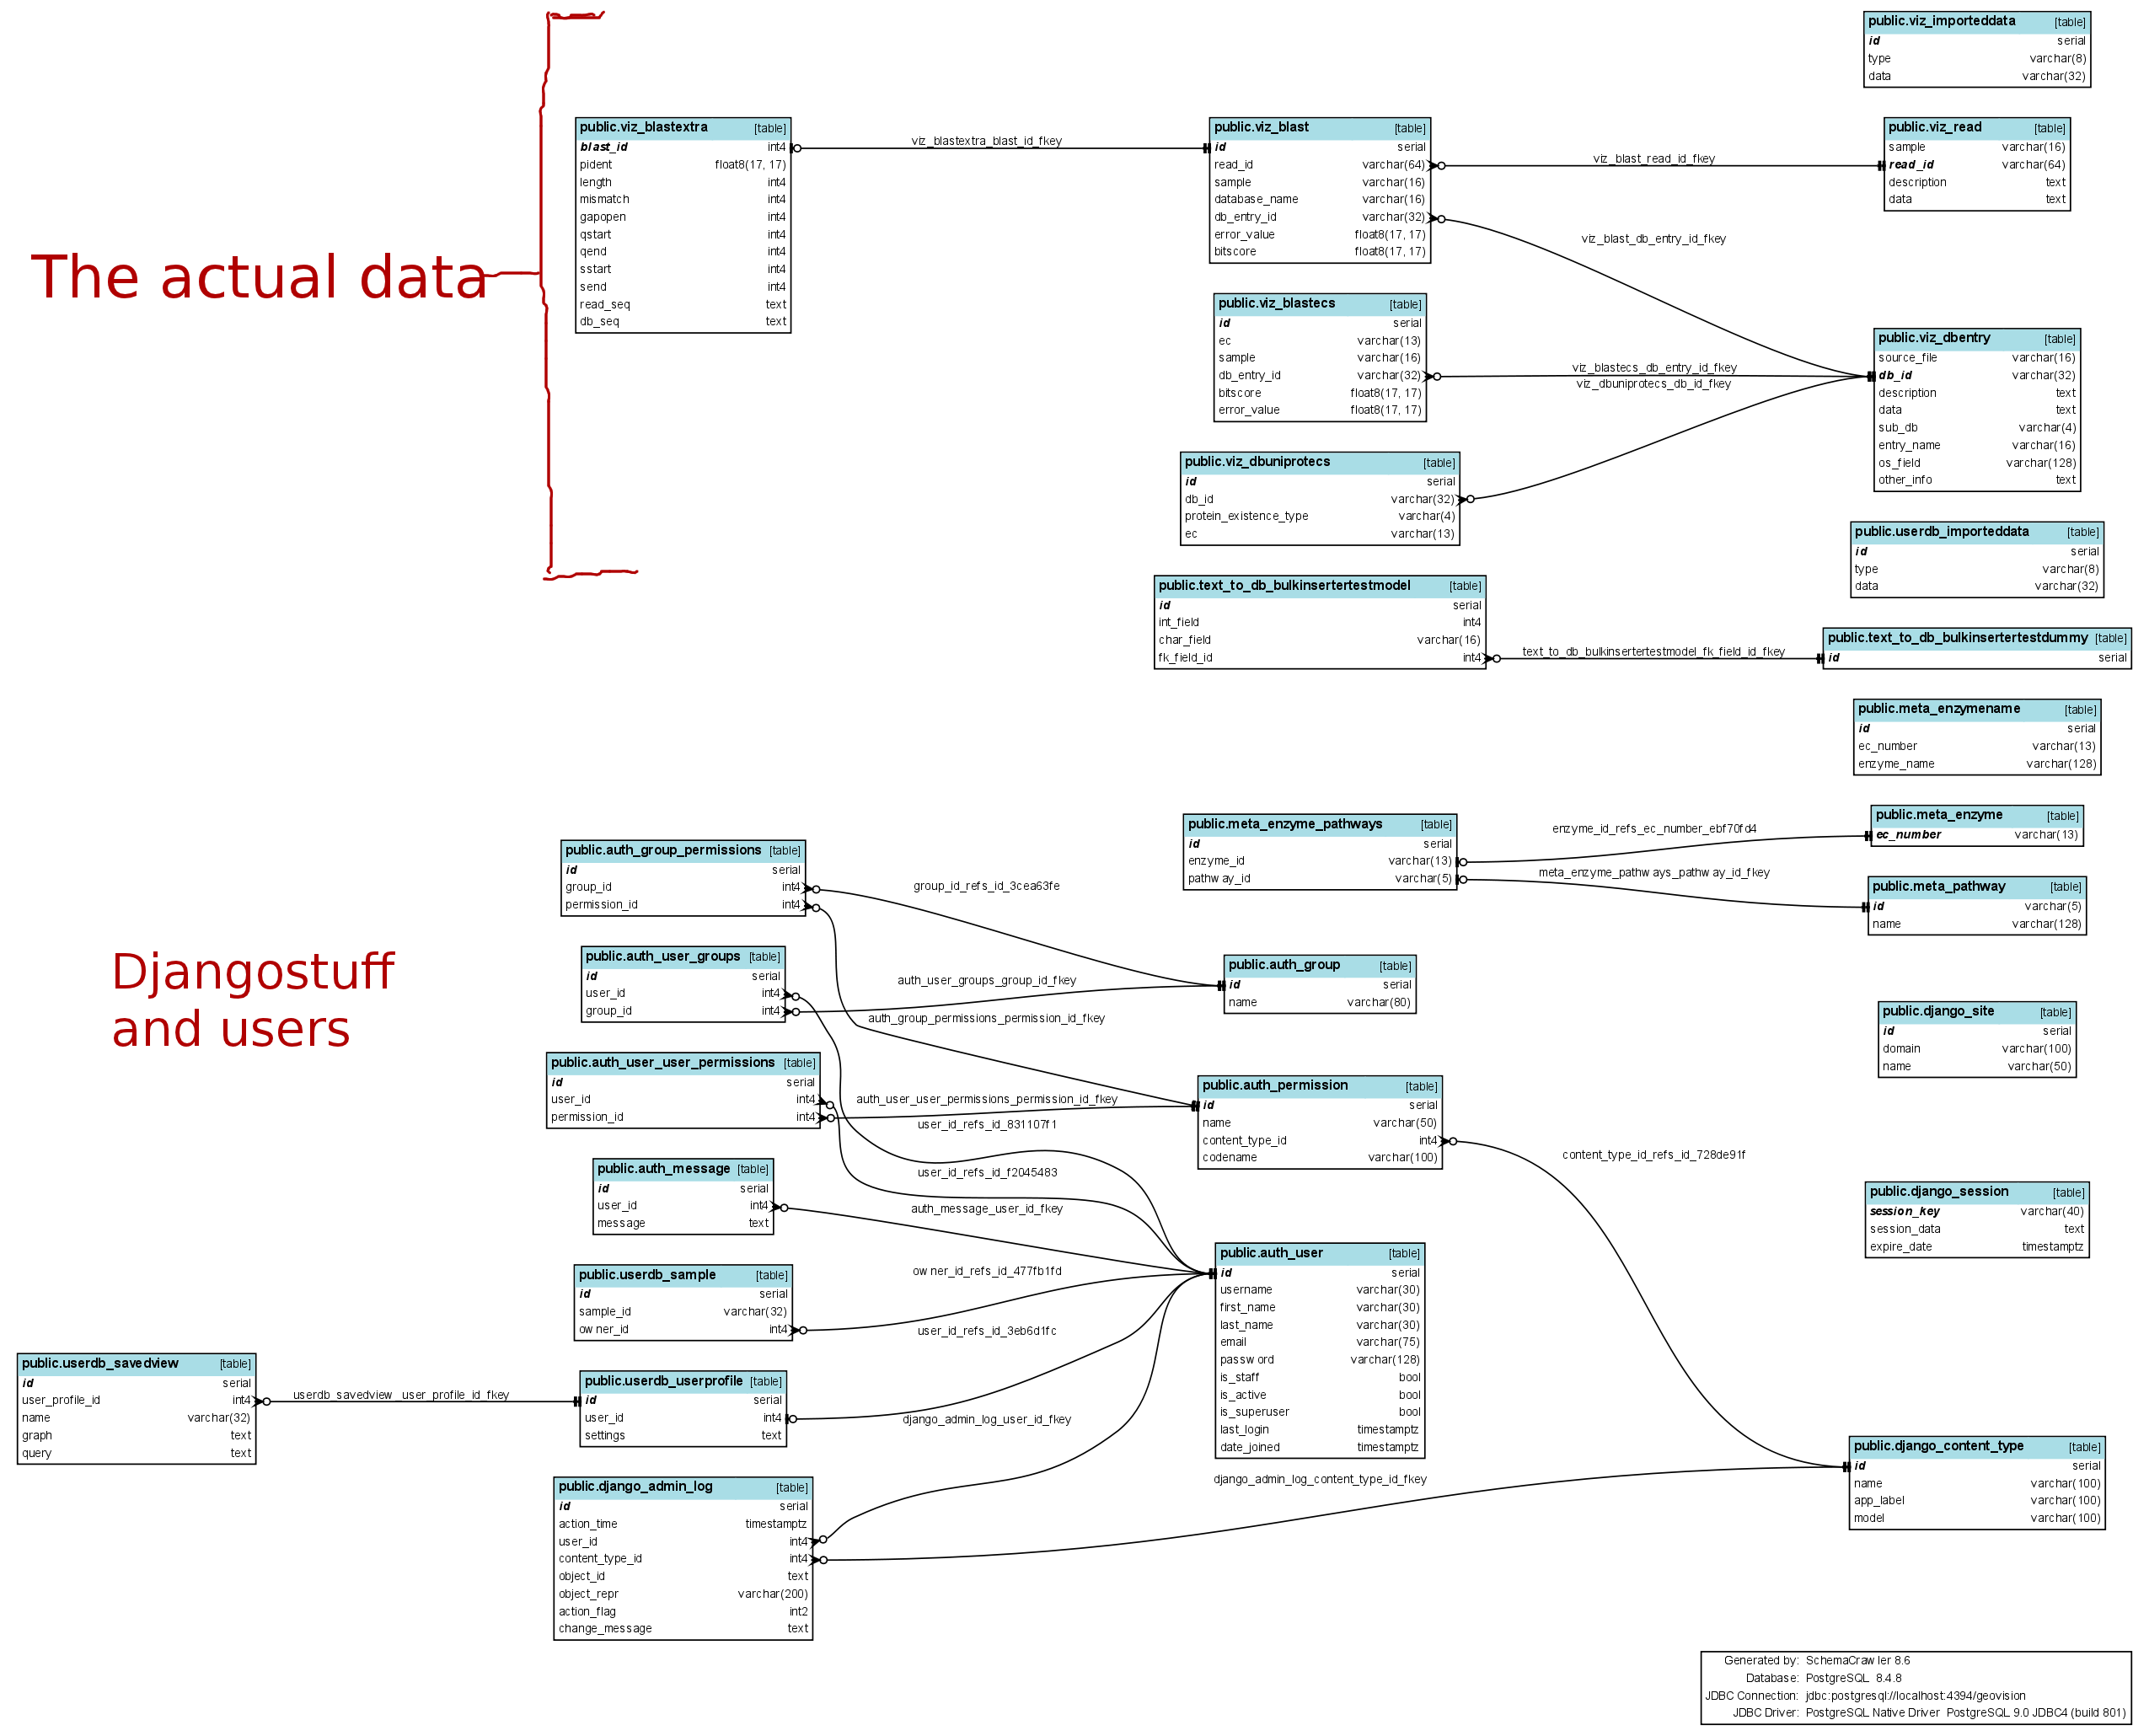 The actual data
Djangostuff
and users
public.viz_importeddata [table]
id serial
type varchar(8)
data varchar(32)
public.viz_blastextra [table]
blast_id int4
pident float8(17, 17)
length int4
mismatch int4
gapopen int4
qstart int4
qend int4
sstart int4
send int4
read_seq text
db_seq text
viz_blastextra_blast_id_fkey
public.viz_blast [table]
id serial
read_id varchar(64)
sample varchar(16)
database_name varchar(16)
db_entry_id varchar(32)
error_value float8(17, 17)
bitscore float8(17, 17)
viz_blast_read_id_fkey
public.viz_read [table]
sample varchar(16)
read_id varchar(64)
description text
data text
viz_blast_db_entry_id_fkey
public.viz_blastecs [table]
id serial
ec varchar(13)
sample varchar(16)
db_entry_id varchar(32)
bitscore float8(17, 17)
error_value float8(17, 17)
viz_blastecs_db_entry_id_fkey
viz_dbuniprotecs_db_id_fkey
public.viz_dbentry [table]
source_file varchar(16)
db_id varchar(32)
description text
data text
sub_db varchar(4)
entry_name varchar(16)
os_field varchar(128)
other_info text
public.viz_dbuniprotecs [table]
id serial
db_id varchar(32)
protein_existence_type varchar(4)
ec varchar(13)
public.userdb_importeddata [table]
id serial
type varchar(8)
data varchar(32)
public.text_to_db_bulkinsertertestmodel [table]
id serial
int_field int4
char_field varchar(16)
fk_field_id int4
text_to_db_bulkinsertertestmodel_fk_field_id_fkey
public.text_to_db_bulkinsertertestdummy [table]
id serial
public.meta_enzymename [table]
id serial
ec_number varchar(13)
enzyme_name varchar(128)
public.meta_enzyme_pathways [table]
id serial
enzyme_id varchar(13)
pathway_id varchar(5)
enzyme_id_refs_ec_number_ebf70fd4
meta_enzyme_pathways_pathway_id_fkey
public.meta_enzyme [table]
ec_number varchar(13)
public.meta_pathway [table]
id varchar(5)
name varchar(128)
public.auth_group_permissions [table]
id serial
group_id int4
permission_id int4
group_id_refs_id_3cea63fe
public.auth_user_groups [table]
id serial
user_id int4
group_id int4
auth_user_groups_group_id_fkey
auth_group_permissions_permission_id_fkey
public.auth_group [table]
id serial
name varchar(80)
public.django_site [table]
id serial
domain varchar(100)
name varchar(50)
public.auth_user_user_permissions [table]
id serial
user_id int4
permission_id int4
auth_user_user_permissions_permission_id_fkey
user_id_refs_id_831107f1
public.auth_permission [table]
id serial
name varchar(50)
content_type_id int4
codename varchar(100)
content_type_id_refs_id_728de91f
user_id_refs_id_f2045483
public.auth_message [table]
id serial
user_id int4
message text
auth_message_user_id_fkey
public.django_session [table]
session_key varchar(40)
session_data text
expire_date timestamptz
public.userdb_sample [table]
id serial
sample_id varchar(32)
owner_id int4
owner_id_refs_id_477fb1fd
user_id_refs_id_3eb6d1fc
public.auth_user [table]
id serial
username varchar(30)
first_name varchar(30)
last_name varchar(30)
email varchar(75)
password varchar(128)
is_staff bool
is_active bool
is_superuser bool
last_login timestamptz
date_joined timestamptz
public.userdb_savedview [table]
id serial
user_profile_id int4
name varchar(32)
graph text
query text
userdb_savedview_user_profile_id_fkey
public.userdb_userprofile [table]
id serial
user_id int4
settings text
django_admin_log_user_id_fkey
public.django_admin_log [table]
id serial
action_time timestamptz
user_id int4
content_type_id int4
object_id text
object_repr varchar(200)
action_flag int2
change_message text
django_admin_log_content_type_id_fkey
public.django_content_type [table]
id serial
name varchar(100)
app_label varchar(100)
model varchar(100)
Generated by: SchemaCrawler 8.6
Database: PostgreSQL 8.4.8
JDBC Connection: jdbc:postgresql://localhost:4394/geovision
JDBC Driver: PostgreSQL Native Driver PostgreSQL 9.0 JDBC4 (build 801)